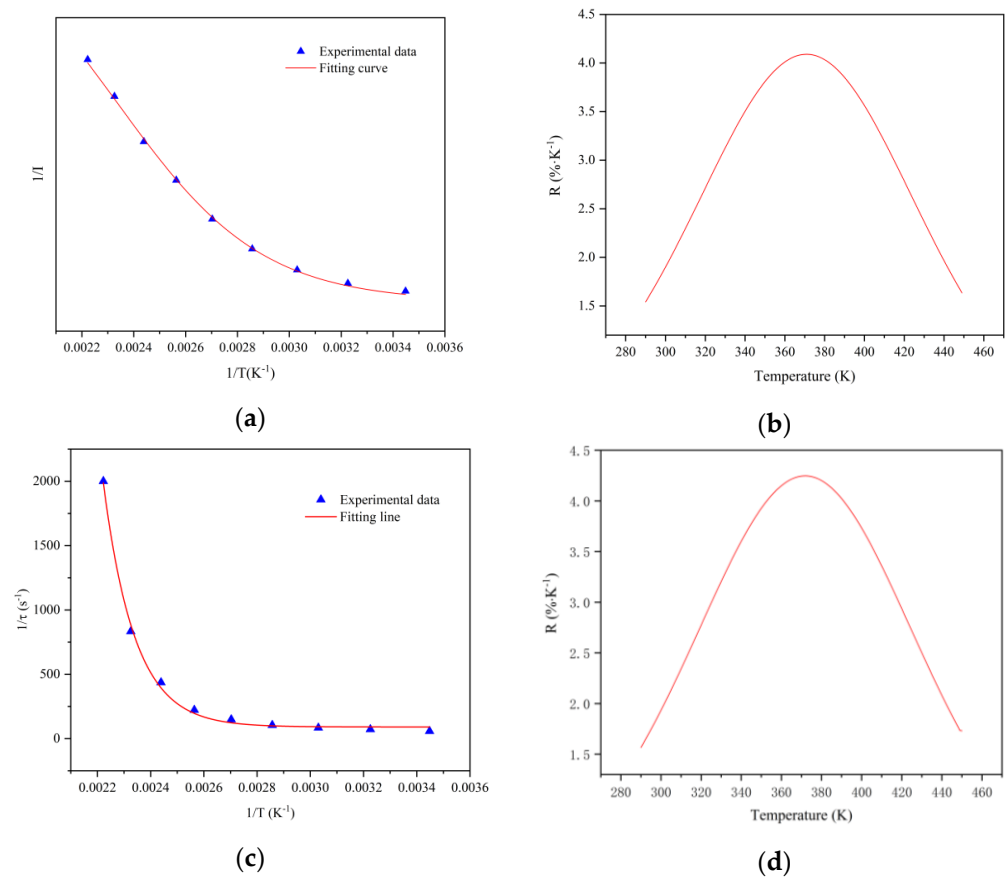 Experimental data
Fitting curve
1/I
0.0022 0.0024 0.0026 0.0028 0.0030 0.0032 0.0034 0.0036
1/T(K⁻¹)
(a)
4.5
4.0
3.5
3.0
2.5
2.0
1.5
R (%·K⁻¹)
280 300 320 340 360 380 400 420 440 460
Temperature (K)
(b)
2000
1500
1000
500
0
1/τ (s⁻¹)
Experimental data
Fitting line
0.0022 0.0024 0.0026 0.0028 0.0030 0.0032 0.0034 0.0036
1/T (K⁻¹)
(c)
4.5
4.0
3.5
3.0
2.5
2.0
1.5
R (%·K⁻¹)
280 300 320 340 360 380 400 420 440 460
Temperature (K)
(d)